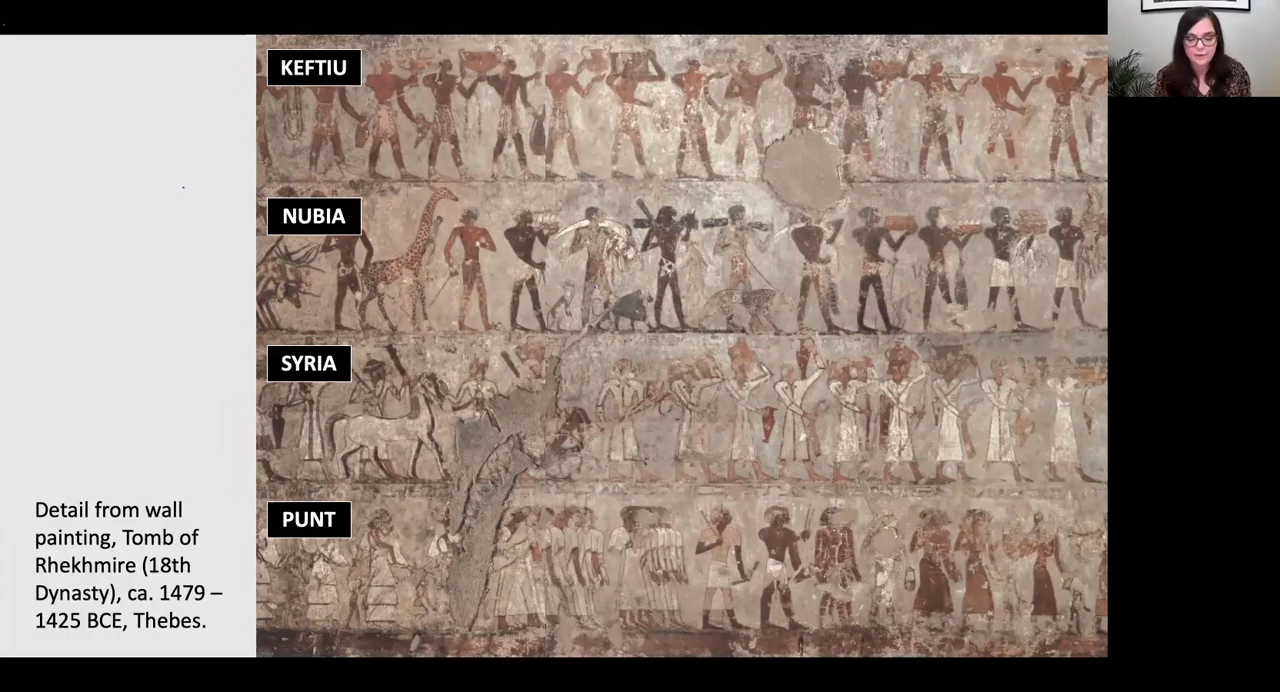 KEFTIU
NUBIA
SYRIA
PUNT
Detail from wall
painting, Tomb of
Rhekhmire (18th
Dynasty), ca. 1479 –
1425 BCE, Thebes.